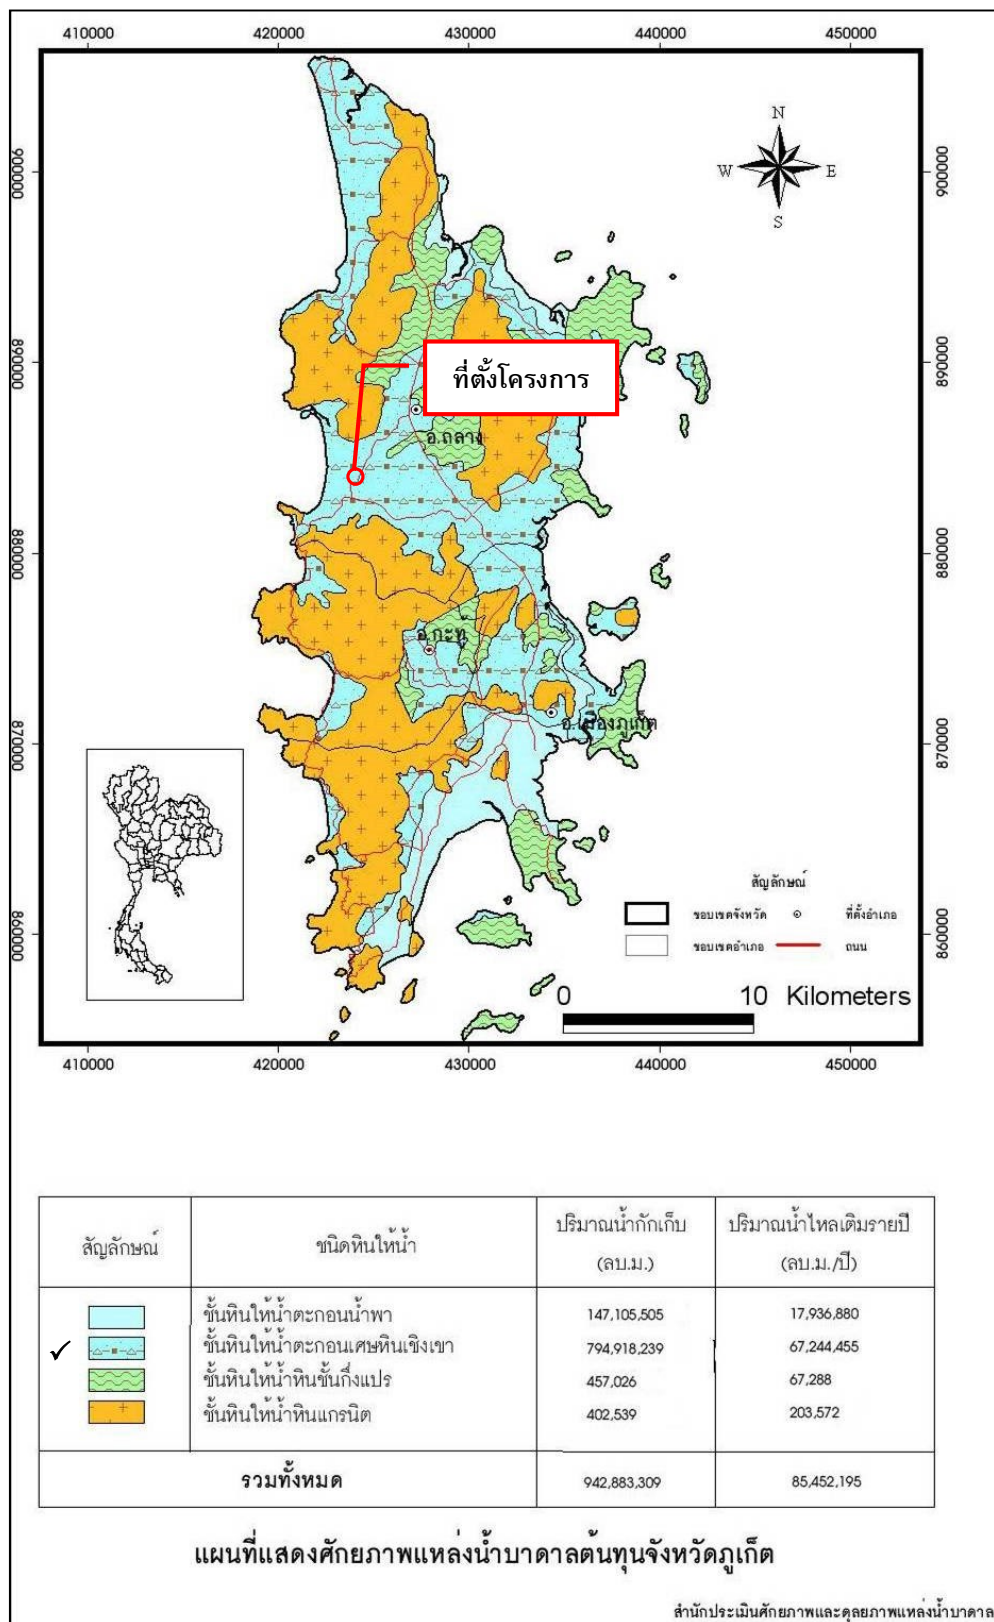 410000 420000 430000 440000 450000
N
W E
S
900000 900000
890000 890000
ที่ตั้งโครงการ
อ.ถลาง
880000 880000
อ.กะทู้
อ.เมืองภูเก็ต
870000 870000
สัญลักษณ์
ขอบเขตจังหวัด ที่ตั้งอำเภอ
860000 860000
ขอบเขตอำเภอ ถนน
0 10 Kilometers
410000 420000 430000 440000 450000
สัญลักษณ์ ชนิดหินให้น้ำ ปริมาณน้ำกักเก็บ ปริมาณน้ำไหลเติมรายปี
(ลบ.ม.) (ลบ.ม./ปี)
ชั้นหินให้น้ำตะกอนน้ำพา 147,105,505 17,936,880
✓ ชั้นหินให้น้ำตะกอนเศษหินเชิงเขา 794,918,239 67,244,455
ชั้นหินให้น้ำหินชั้นกึ่งแปร 457,026 67,288
ชั้นหินให้น้ำหินแกรนิต 402,539 203,572
รวมทั้งหมด 942,883,309 85,452,195
แผนที่แสดงศักยภาพแหล่งน้ำบาดาลต้นทุนจังหวัดภูเก็ต
สำนักประเมินศักยภาพและดุลยภาพแหล่งน้ำบาดาล